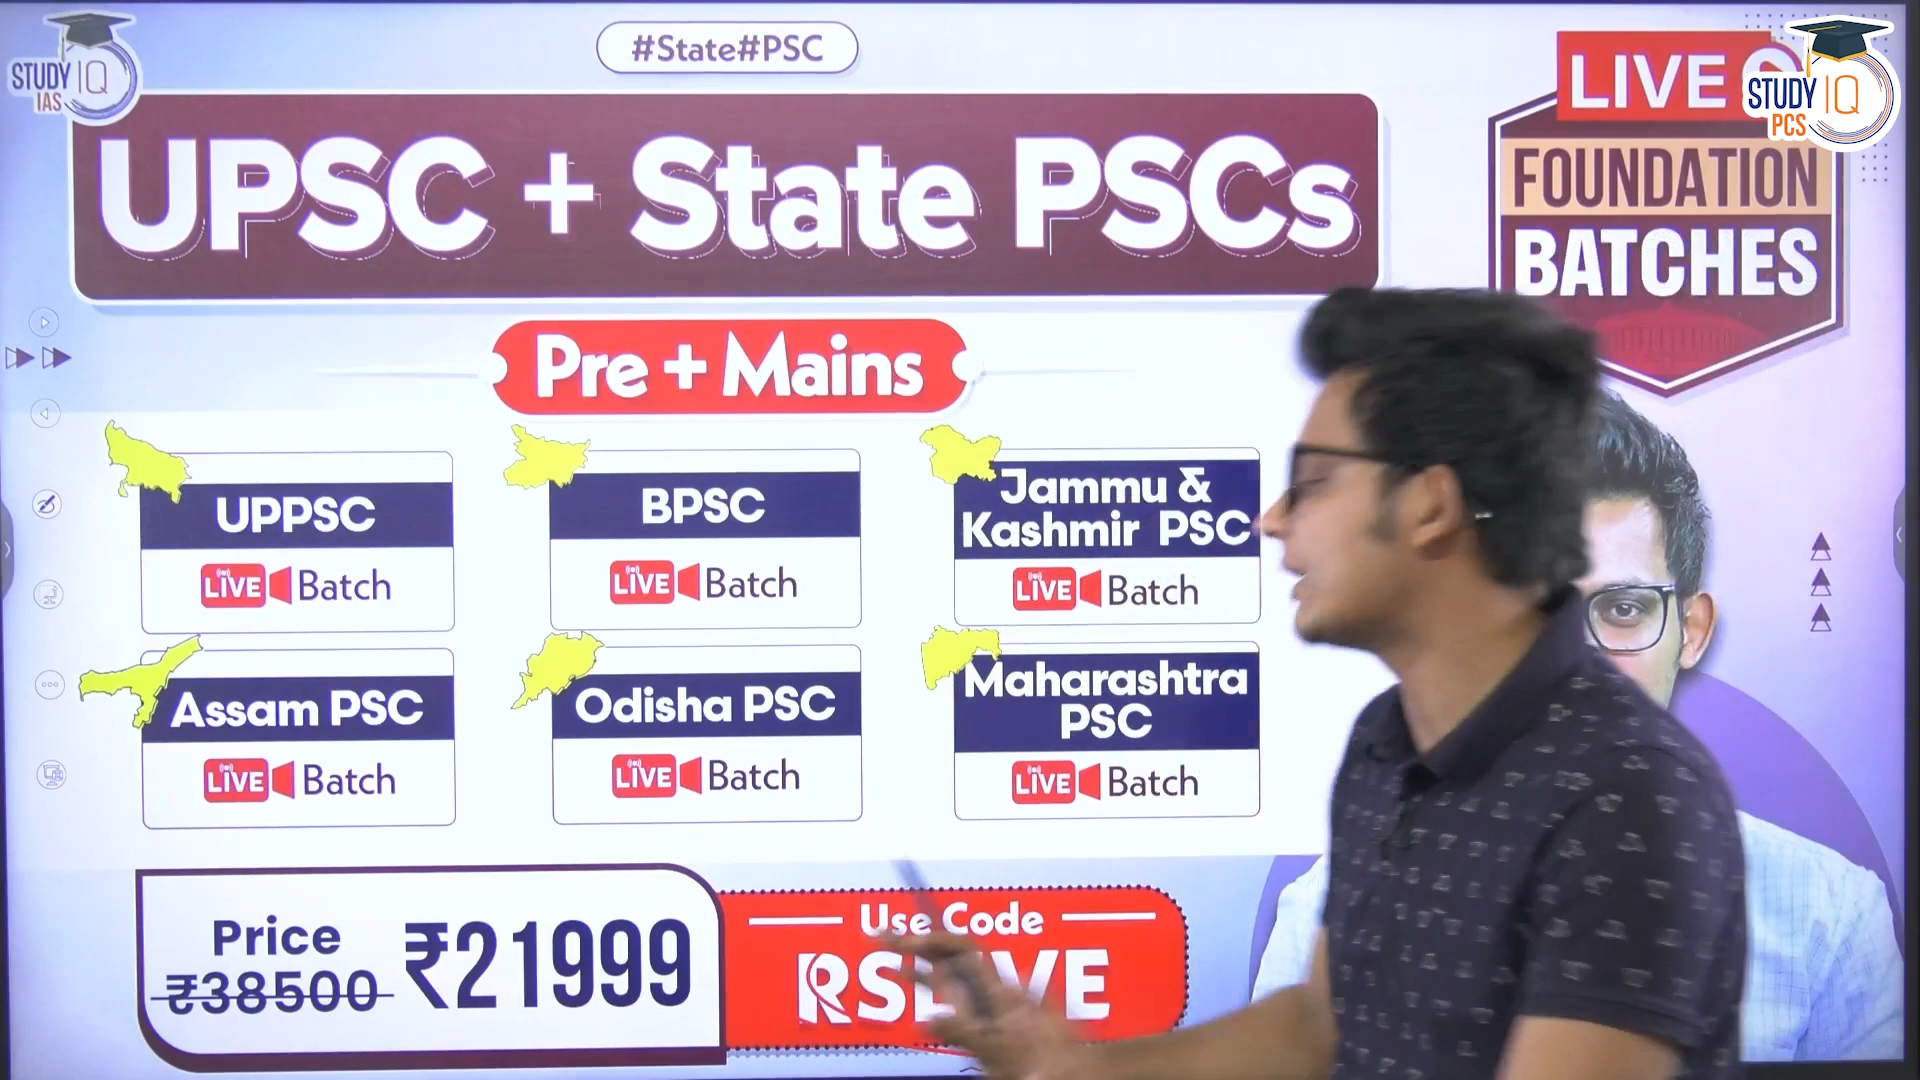 #State#PSC
STUDY IQ
IAS
LIVE
STUDY IQ
PCS
UPSC + State PSCs
FOUNDATION
BATCHES
Pre + Mains
UPPSC
LIVE Batch
BPSC
LIVE Batch
Jammu &
Kashmir PSC
LIVE Batch
Assam PSC
LIVE Batch
Odisha PSC
LIVE Batch
Maharashtra
PSC
LIVE Batch
Price
₹38500
₹21999
Use Code